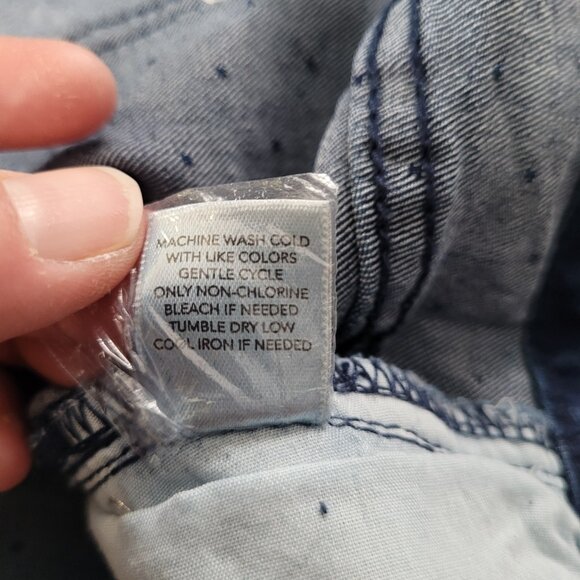 MACHINE WASH COLD
WITH LIKE COLORS
GENTLE CYCLE
ONLY NON-CHLORINE
BLEACH IF NEEDED
TUMBLE DRY LOW
COOL IRON IF NEEDED